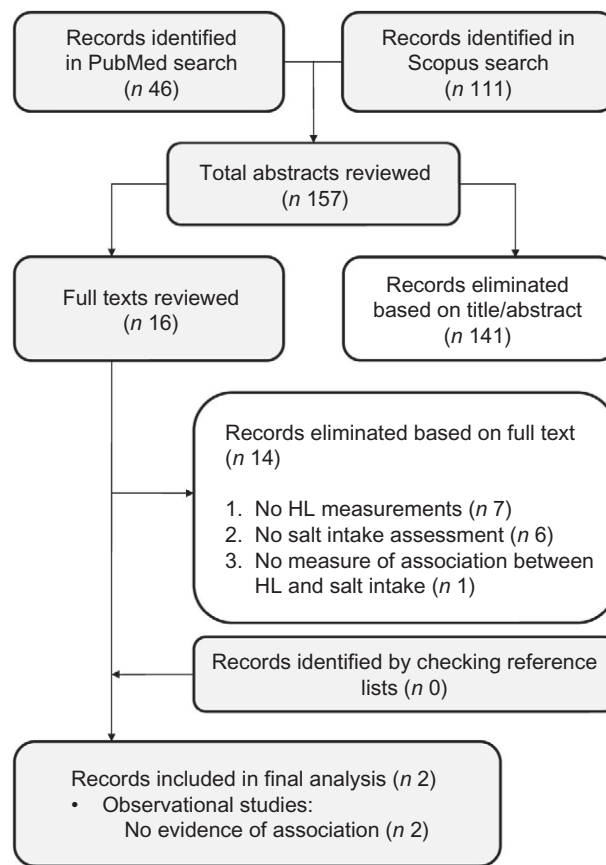 Records identified
in PubMed search
(n 46)
Records identified in
Scopus search
(n 111)
Total abstracts reviewed
(n 157)
Full texts reviewed
(n 16)
Records eliminated
based on title/abstract
(n 141)
Records eliminated based on full text
(n 14)
1. No HL measurements (n 7)
2. No salt intake assessment (n 6)
3. No measure of association between
HL and salt intake (n 1)
Records identified by checking reference
lists (n 0)
Records included in final analysis (n 2)
• Observational studies:
No evidence of association (n 2)